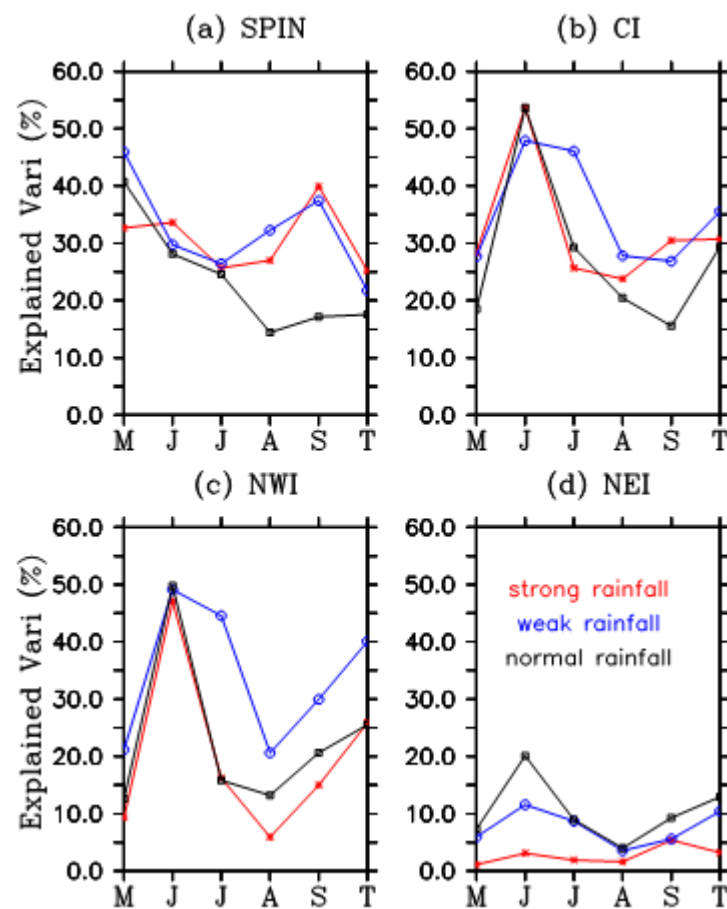 (a) SPIN
(b) CI
60.0
50.0
40.0
30.0
20.0
10.0
0.0
Explained Vari (%)
M J J A S T
60.0
50.0
40.0
30.0
20.0
10.0
0.0
M J J A S T
(c) NWI
(d) NEI
60.0
50.0
40.0
30.0
20.0
10.0
0.0
Explained Vari (%)
M J J A S T
60.0
50.0
40.0
30.0
20.0
10.0
0.0
strong rainfall
weak rainfall
normal rainfall
M J J A S T